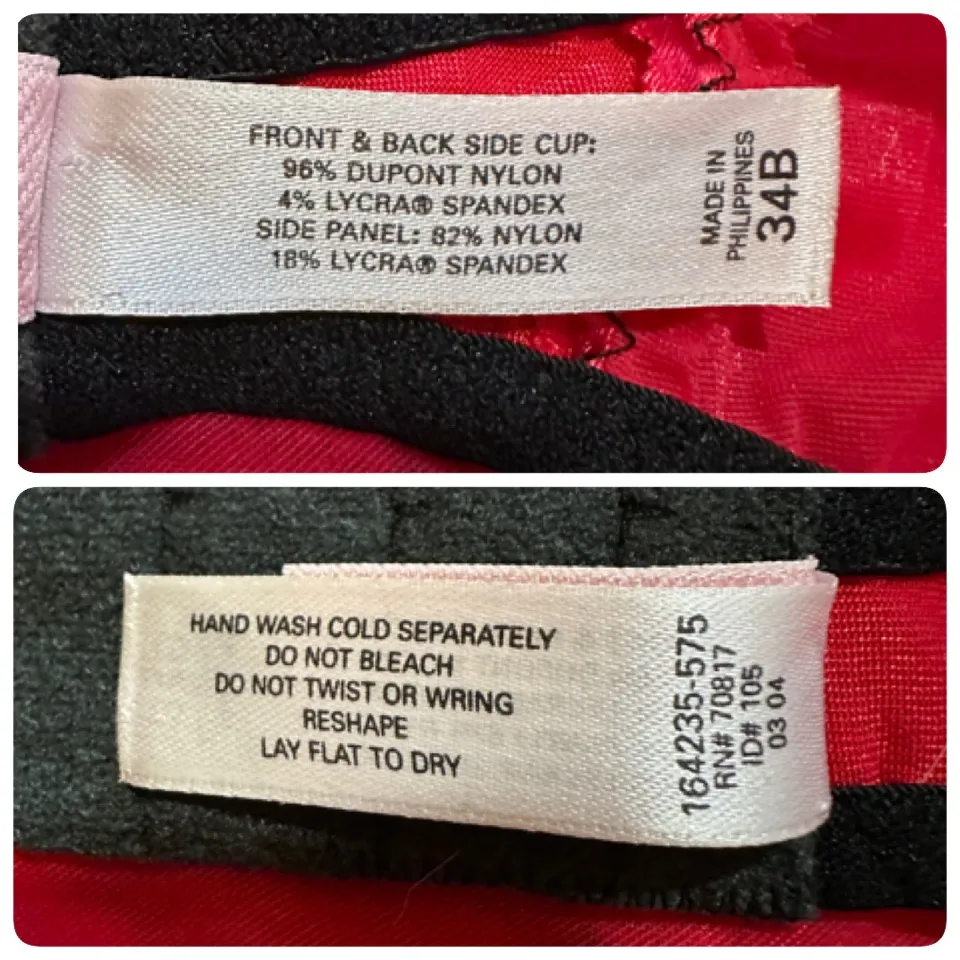 FRONT & BACK SIDE CUP:
96% DUPONT NYLON
4% LYCRA® SPANDEX
SIDE PANEL: 82% NYLON
18% LYCRA® SPANDEX
MADE IN
PHILIPPINES
34B
HAND WASH COLD SEPARATELY
DO NOT BLEACH
DO NOT TWIST OR WRING
RESHAPE
LAY FLAT TO DRY
164235-575
RN# 70817
ID# 105
03 04